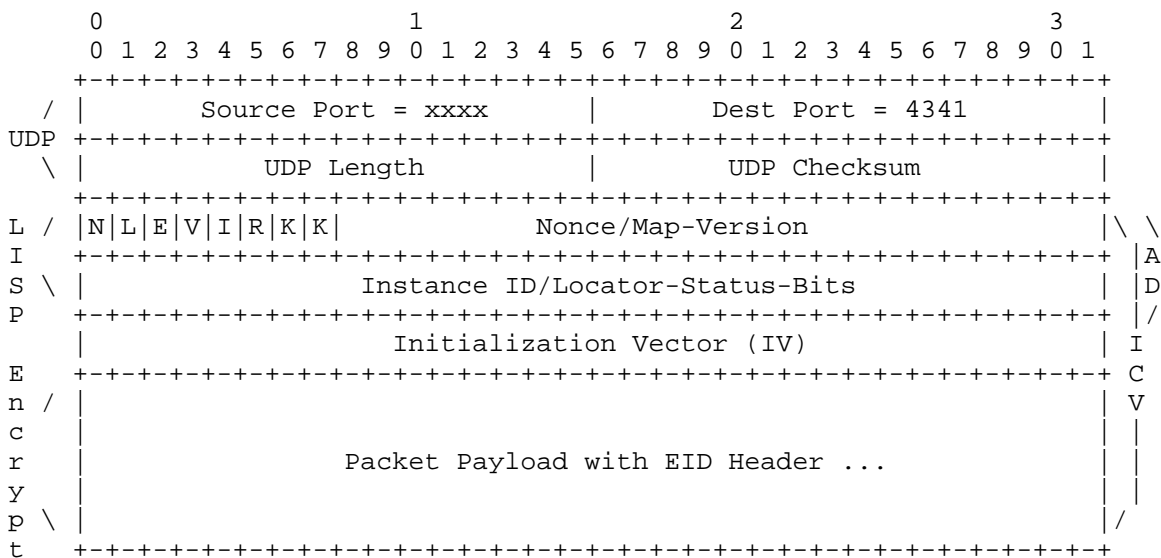 0                   1                   2                   3
      0 1 2 3 4 5 6 7 8 9 0 1 2 3 4 5 6 7 8 9 0 1 2 3 4 5 6 7 8 9 0 1
     +-+-+-+-+-+-+-+-+-+-+-+-+-+-+-+-+-+-+-+-+-+-+-+-+-+-+-+-+-+-+-+-+
   / |       Source Port = xxxx      |       Dest Port = 4341        |
 UDP +-+-+-+-+-+-+-+-+-+-+-+-+-+-+-+-+-+-+-+-+-+-+-+-+-+-+-+-+-+-+-+-+
   \ |           UDP Length          |        UDP Checksum           |
     +-+-+-+-+-+-+-+-+-+-+-+-+-+-+-+-+-+-+-+-+-+-+-+-+-+-+-+-+-+-+-+-+
 L / |N|L|E|V|I|R|K|K|            Nonce/Map-Version                |\ \
 I   +-+-+-+-+-+-+-+-+-+-+-+-+-+-+-+-+-+-+-+-+-+-+-+-+-+-+-+-+-+-+-+-+ |A
 S \ |                 Instance ID/Locator-Status-Bits               | |D
 P   +-+-+-+-+-+-+-+-+-+-+-+-+-+-+-+-+-+-+-+-+-+-+-+-+-+-+-+-+-+-+-+-+ |/
     |                   Initialization Vector (IV)                  | I
 E   +-+-+-+-+-+-+-+-+-+-+-+-+-+-+-+-+-+-+-+-+-+-+-+-+-+-+-+-+-+-+-+-+ C
 n / |                                                               | V
 c   |                                                               | |
 r   |                Packet Payload with EID Header ...             | |
 y   |                                                               | |
 p \ |                                                               |/
 t   +-+-+-+-+-+-+-+-+-+-+-+-+-+-+-+-+-+-+-+-+-+-+-+-+-+-+-+-+-+-+-+-+